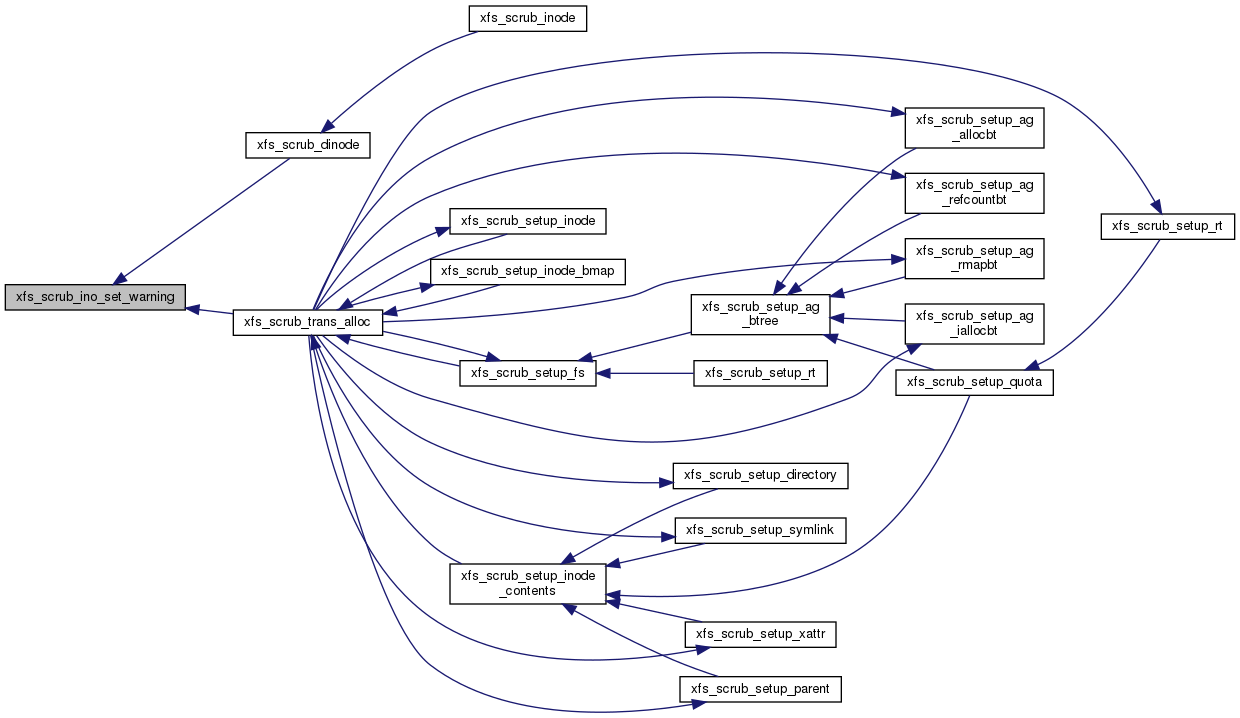 xfs_scrub_inode
xfs_scrub_dinode
xfs_scrub_setup_ag
_allocbt
xfs_scrub_setup_ag
_refcountbt
xfs_scrub_setup_inode
xfs_scrub_setup_rt
xfs_scrub_setup_ag
_rmapbt
xfs_scrub_setup_inode_bmap
xfs_scrub_ino_set_warning
xfs_scrub_setup_ag
_btree
xfs_scrub_trans_alloc
xfs_scrub_setup_ag
_iallocbt
xfs_scrub_setup_fs
xfs_scrub_setup_rt
xfs_scrub_setup_quota
xfs_scrub_setup_directory
xfs_scrub_setup_symlink
xfs_scrub_setup_inode
_contents
xfs_scrub_setup_xattr
xfs_scrub_setup_parent